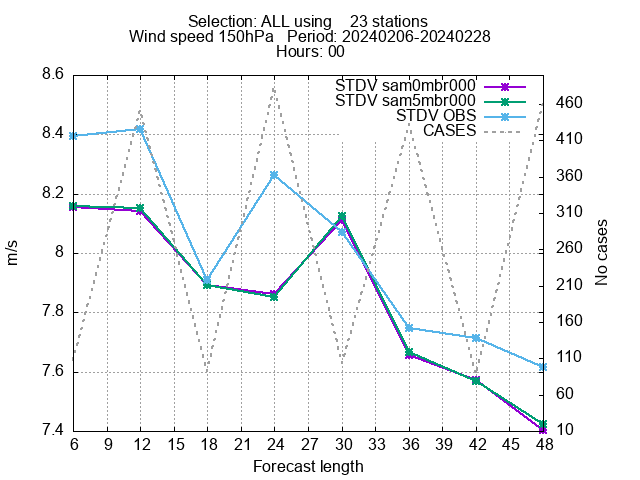 Selection: ALL using 23 stations
Wind speed 150hPa Period: 20240206-20240228
Hours: 00
STDV sam0mbr000
STDV sam5mbr000
STDV OBS
CASES
8.6
8.4
8.2
8
7.8
7.6
7.4
m/s
460
410
360
310
260
210
160
110
60
10
No cases
6 9 12 15 18 21 24 27 30 33 36 39 42 45 48
Forecast length